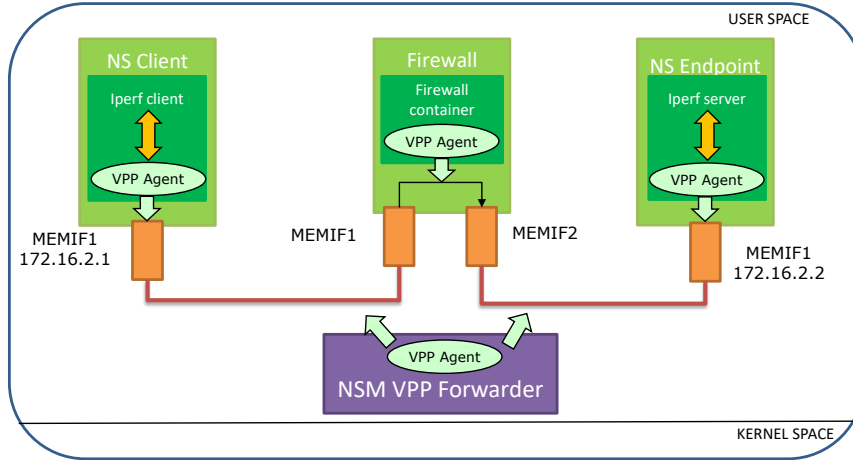 USER SPACE
NS Client
Iperf client
VPP Agent
MEMIF1
172.16.2.1
Firewall
Firewall
container
VPP Agent
MEMIF1
MEMIF2
NS Endpoint
Iperf server
VPP Agent
MEMIF1
172.16.2.2
VPP Agent
NSM VPP Forwarder
KERNEL SPACE